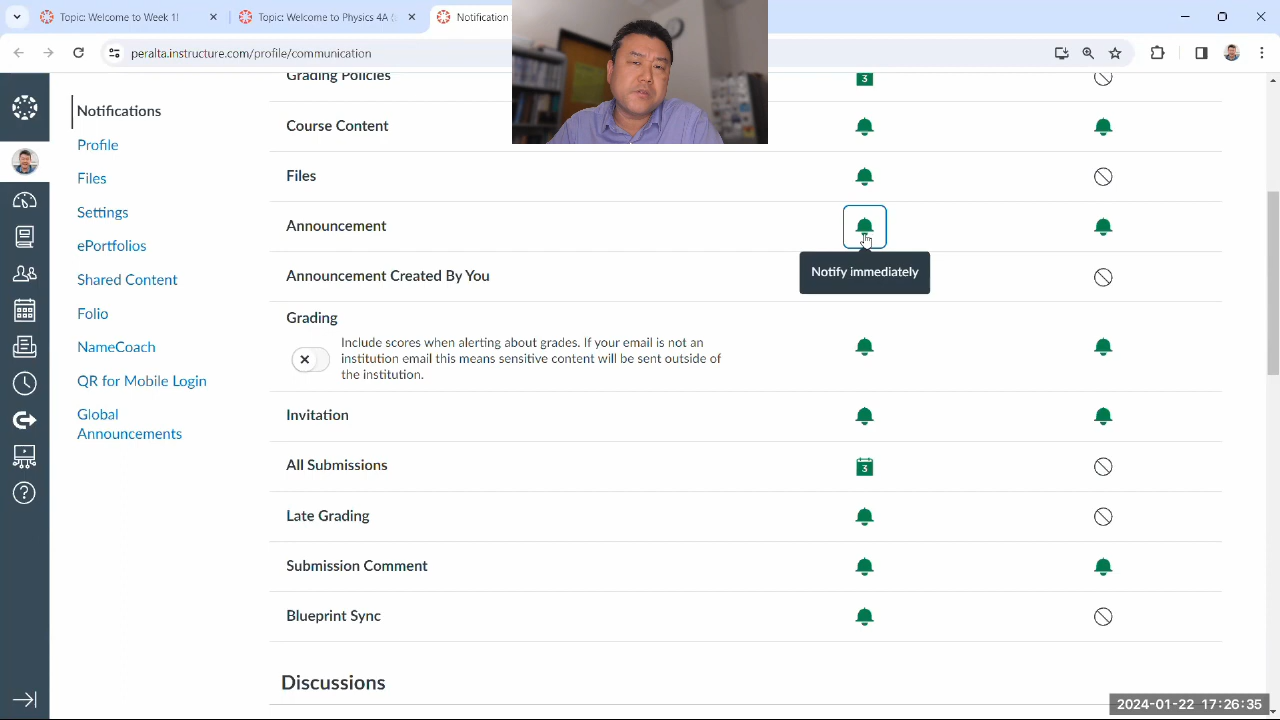 Topic: Welcome to Week 1!
Topic: Welcome to Physics 4A &
Notification
peralta.instructure.com/profile/communication
Notifications
Profile
Files
Settings
ePortfolios
Shared Content
Folio
NameCoach
QR for Mobile Login
Global
Announcements
Grading Policies
3
Course Content
Files
Announcement
Notify immediately
Announcement Created By You
Grading
Include scores when alerting about grades. If your email is not an
institution email this means sensitive content will be sent outside of
the institution.
Invitation
All Submissions
3
Late Grading
Submission Comment
Blueprint Sync
Discussions
2024-01-22 17:26:35